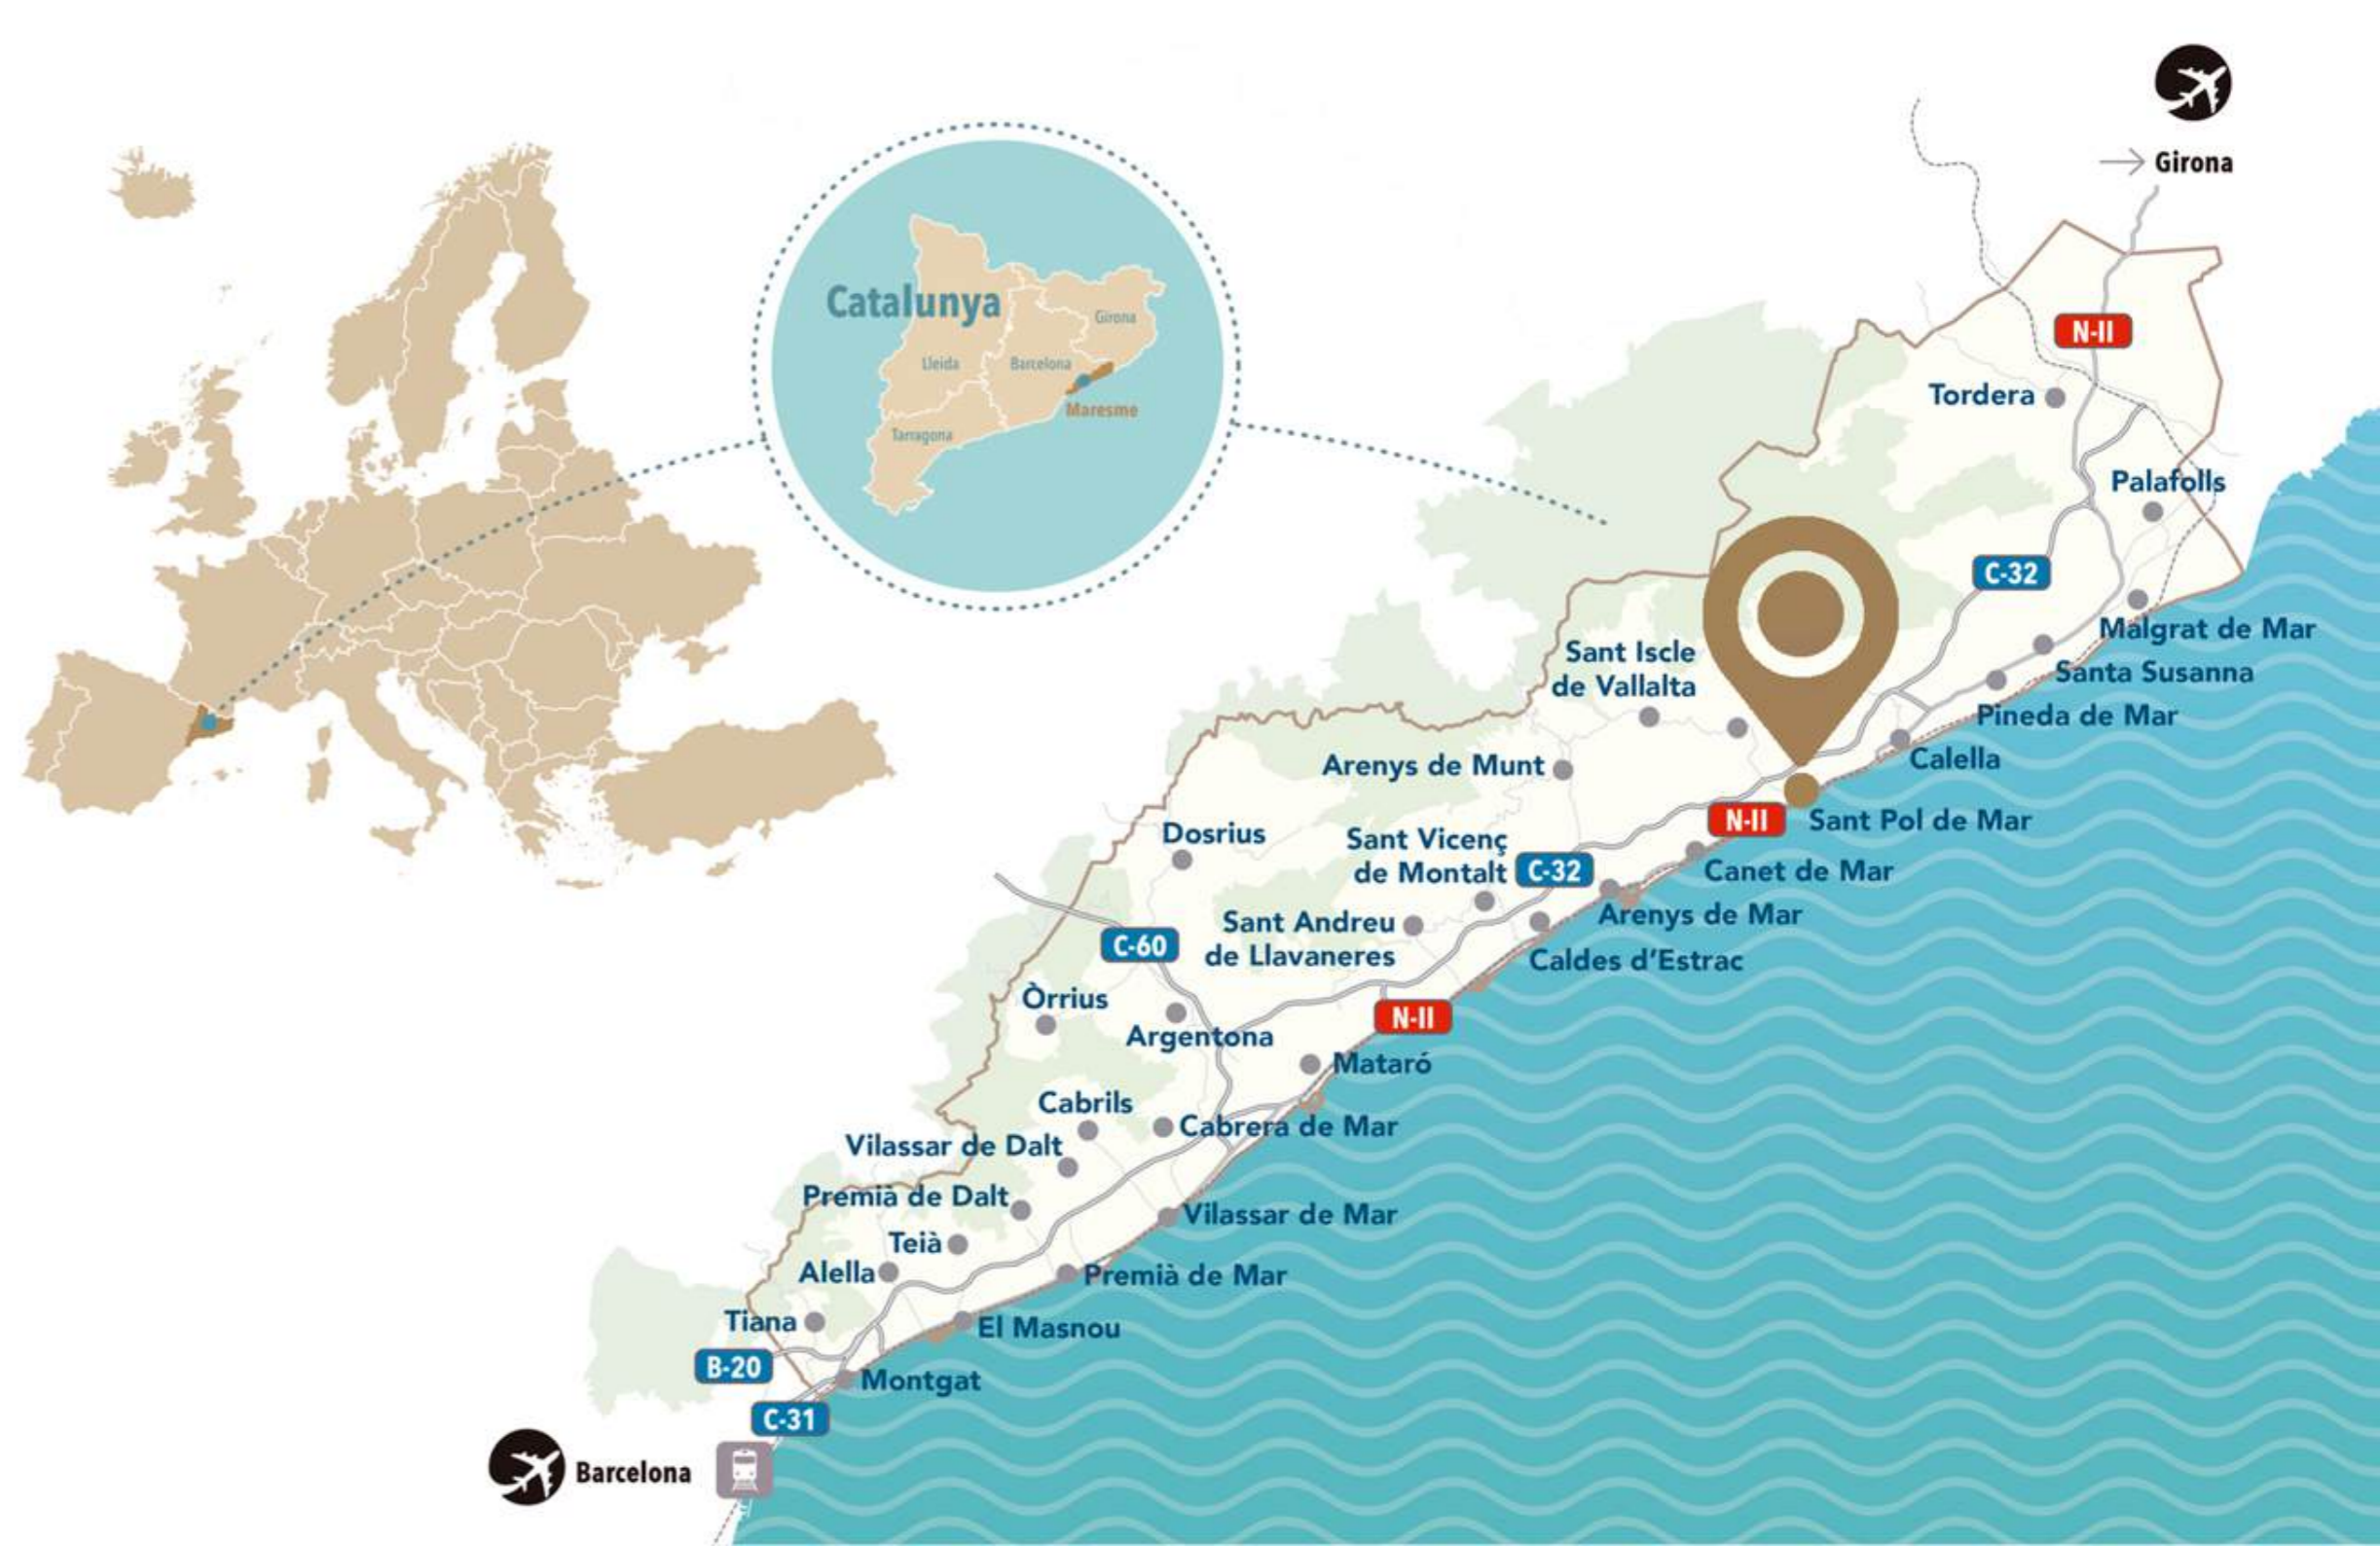 Girona
Catalunya
Girona
Lleida
Barcelona
Maresme
Tarragona
N-II
Tordera
Palafolls
C-32
Malgrat de Mar
Sant Iscle
de Vallalta
Santa Susanna
Pineda de Mar
Calella
Arenys de Munt
N-II
Sant Pol de Mar
Dosrius
Sant Vicenç
de Montalt
C-32
Canet de Mar
Sant Andreu
de Llavaneres
Arenys de Mar
C-60
Caldes d'Estrac
Òrrius
N-II
Argentona
Mataró
Cabrils
Cabrera de Mar
Vilassar de Dalt
Premià de Dalt
Vilassar de Mar
Teià
Alella
Premià de Mar
Tiana
El Masnou
B-20
Montgat
C-31
Barcelona